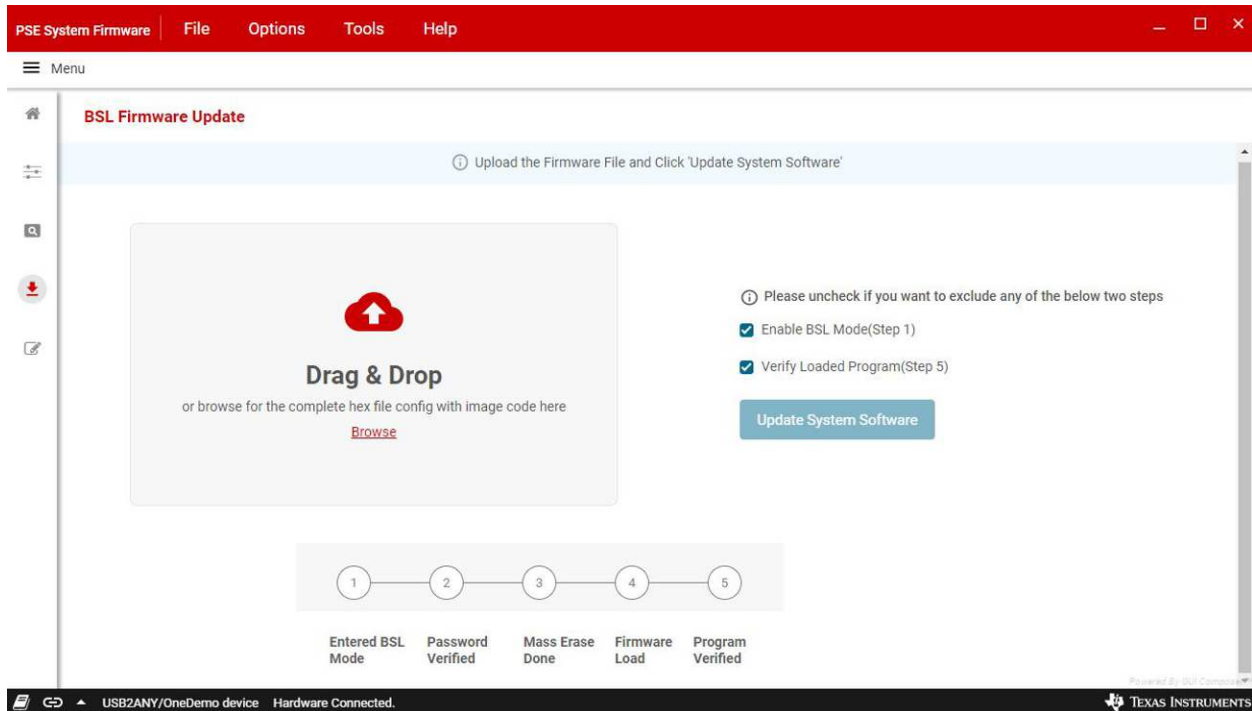 PSE System Firmware File Options Tools Help
Menu
BSL Firmware Update
Upload the Firmware File and Click 'Update System Software'
Please uncheck if you want to exclude any of the below two steps
Enable BSL Mode(Step 1)
Verify Loaded Program(Step 5)
Update System Software
Drag & Drop
or browse for the complete hex file config with image code here
Browse
1 2 3 4 5
Entered BSL Mode
Password Verified
Mass Erase Done
Firmware Load
Program Verified
Powered By GUI Composer
USB2ANY/OneDemo device Hardware Connected.
TEXAS INSTRUMENTS